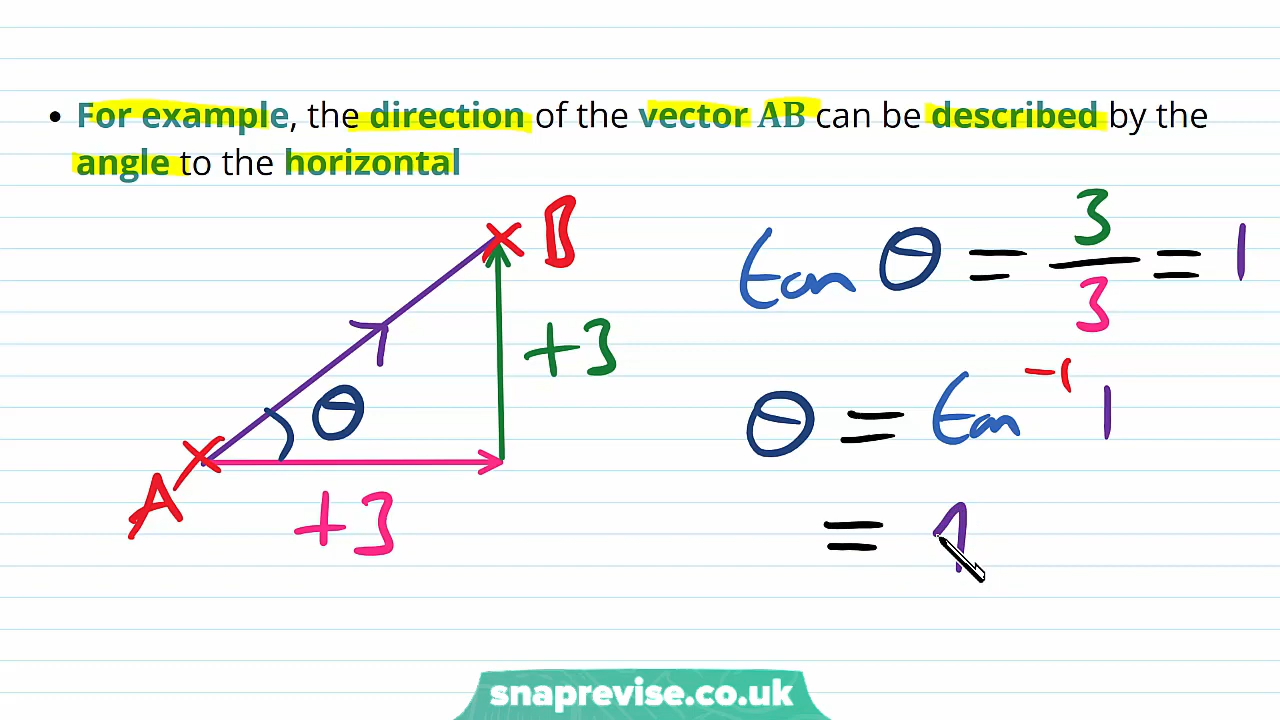 • For example, the direction of the vector AB can be described by the
angle to the horizontal
B
+3
θ
A
+3
tan θ = 3/3 = 1
θ = tan⁻¹ 1
=
snaprevise.co.uk